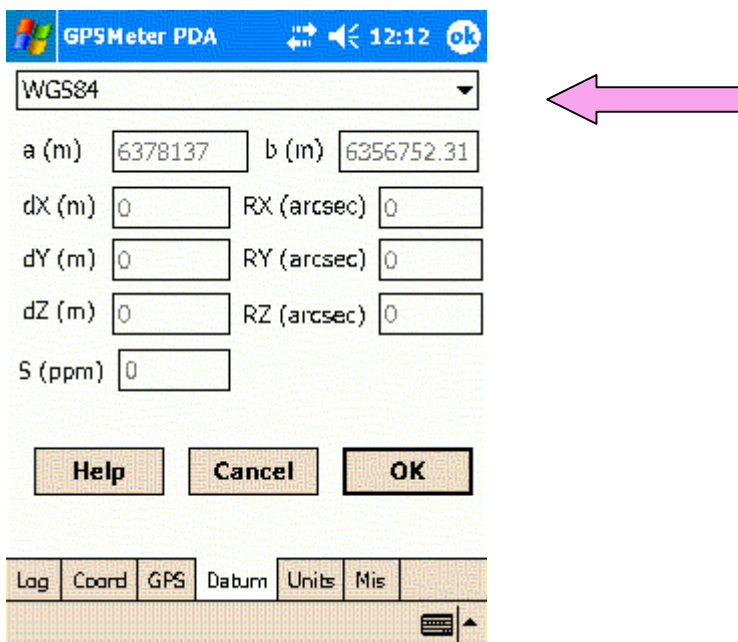 GPSMeter PDA 12:12 ok
WGS84
a (m) 6378137 b (m) 6356752.31
dX (m) 0 RX (arcsec) 0
dY (m) 0 RY (arcsec) 0
dZ (m) 0 RZ (arcsec) 0
S (ppm) 0
Help Cancel OK
Log Coord GPS Datum Units Mis